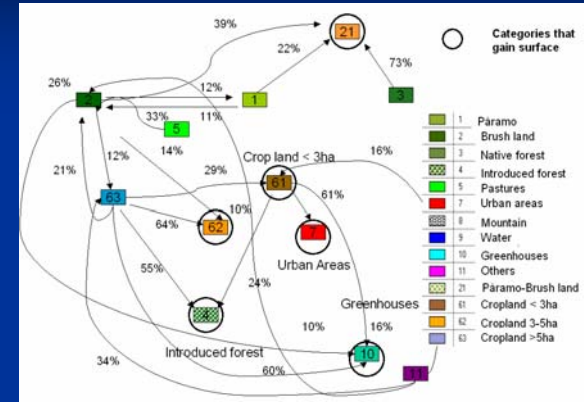 39%
21
Categories that
gain surface
22%
73%
26%
12%
2
1
3
11%
33%
5
14%
1 Páramo
2 Brush land
3 Native forest
4 Introduced forest
5 Pastures
7 Urban areas
8 Mountain
9 Water
10 Greenhouses
11 Others
21 Páramo-Brush land
61 Cropland < 3ha
62 Cropland 3-5ha
63 Cropland >5ha
Crop land < 3ha
16%
21%
12%
29%
61
61%
63
10%
64%
62
7
Urban Areas
55%
24%
Greenhouses
4
10%
16%
Introduced forest
10
34%
60%
11